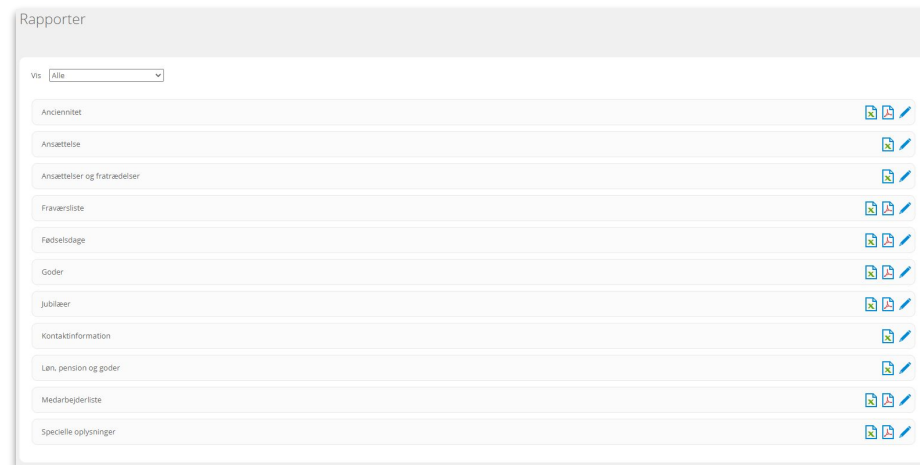 Rapporter
Vis Alle
Anciennitet
Ansættelse
Ansættelser og fratrædelser
Fraværsliste
Fødselsdage
Goder
Jubilæer
Kontaktinformation
Løn, pension og goder
Medarbejderliste
Specielle oplysninger